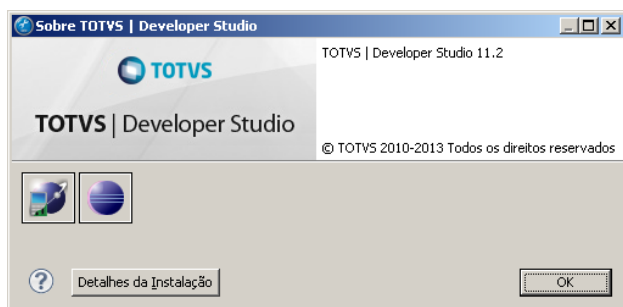 Sobre TOTVS | Developer Studio
TOTVS
TOTVS | Developer Studio
TOTVS | Developer Studio 11.2
© TOTVS 2010-2013 Todos os direitos reservados
?
Detalhes da Instalação
OK